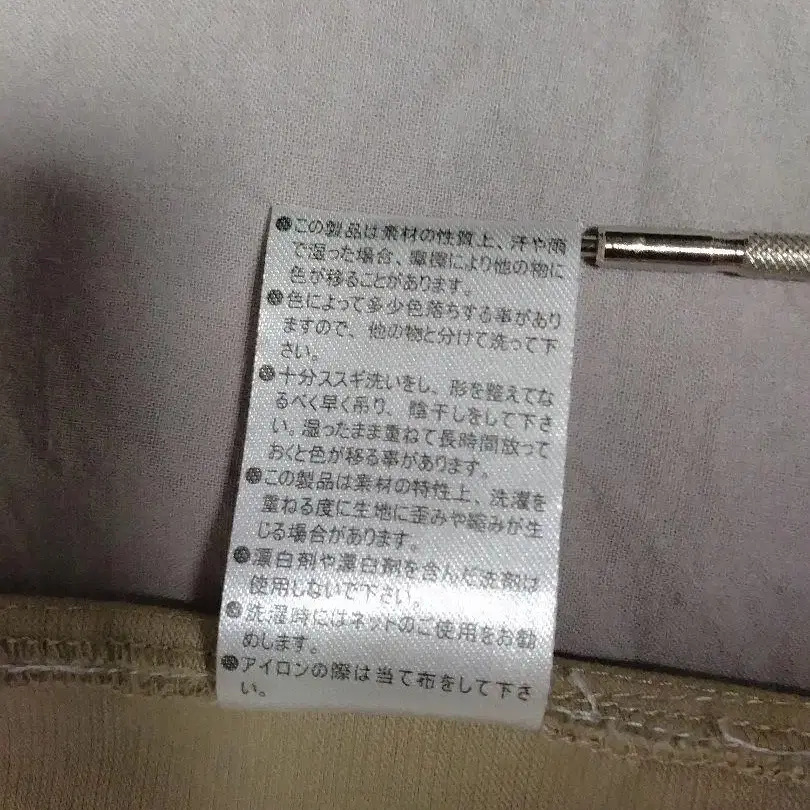 ●この製品は素材の性質上、汗や雨
で湿った場合、摩擦により他の物に
色が移ることがあります。
●色によって多少色落ちする事があり
ますので、他の物と分けて洗って下
さい。
●十分ススギ洗いをし、形を整えてな
るべく早く吊り、陰干しをして下さ
い。湿ったまま重ねて長時間放って
おくと色が移る事があります。
●この製品は素材の特性上、洗濯を
重ねる度に生地に歪みや縮みが生
じる場合があります。
●漂白剤や漂白剤を含んだ洗剤は
使用しないで下さい。
●洗濯時にはネットのご使用をお勧
めします。
●アイロンの際は当て布をして下さ
い。